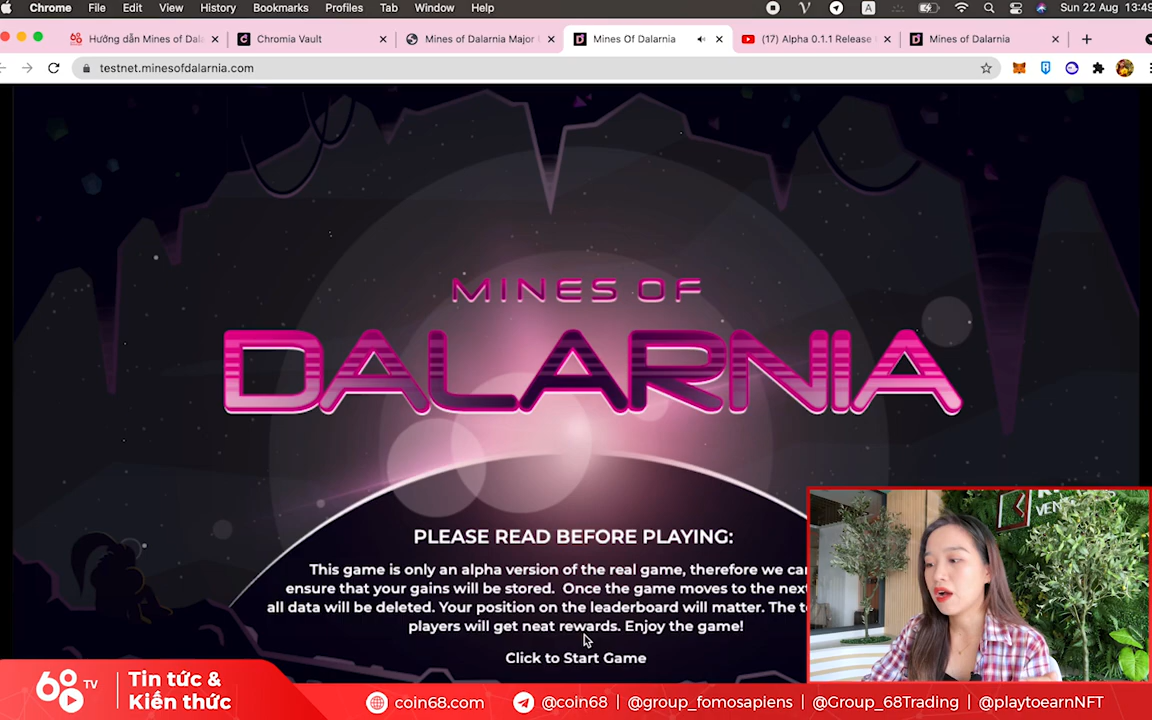 Chrome File Edit View History Bookmarks Profiles Tab Window Help A Sun 22 Aug 13:49
Hướng dẫn Mines of Dala
Chromia Vault
Mines of Dalarnia Major
Mines Of Dalarnia
(17) Alpha 0.1.1 Release
Mines of Dalarnia
testnet.minesofdalarnia.com
MINES OF
DALARNIA
PLEASE READ BEFORE PLAYING:
This game is only an alpha version of the real game, therefore we can
ensure that your gains will be stored. Once the game moves to the next
all data will be deleted. Your position on the leaderboard will matter. The
players will get neat rewards. Enjoy the game!
Click to Start Game
68 TV
Tin tức &
Kiến thức
coin68.com
@coin68 | @group_fomosapiens | @Group_68Trading | @playtoearnNFT